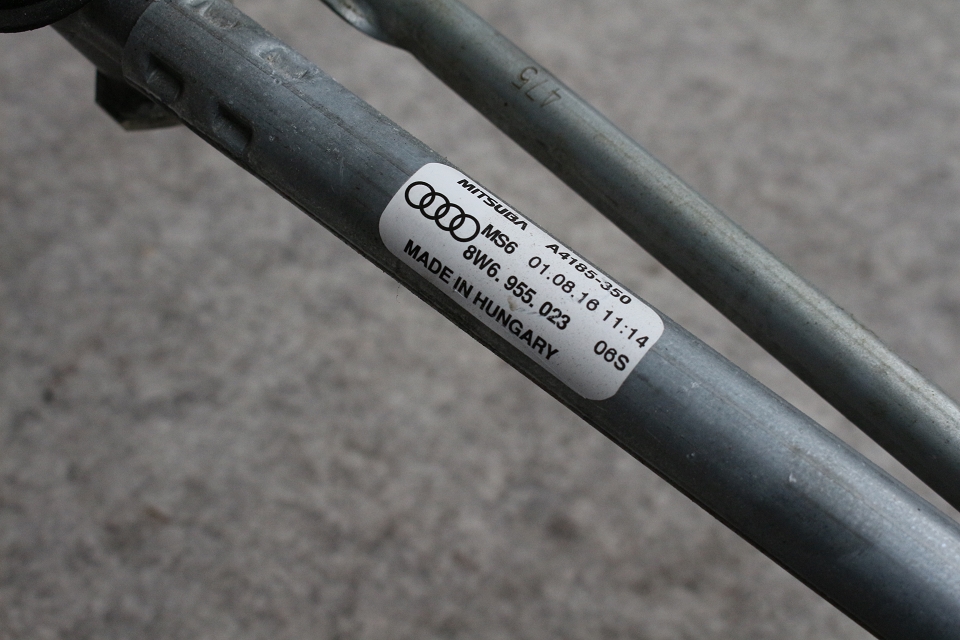 MITSUBA A4185-350
MS6 01.08.16 11:14
8W6. 955. 023 06S
MADE IN HUNGARY
475